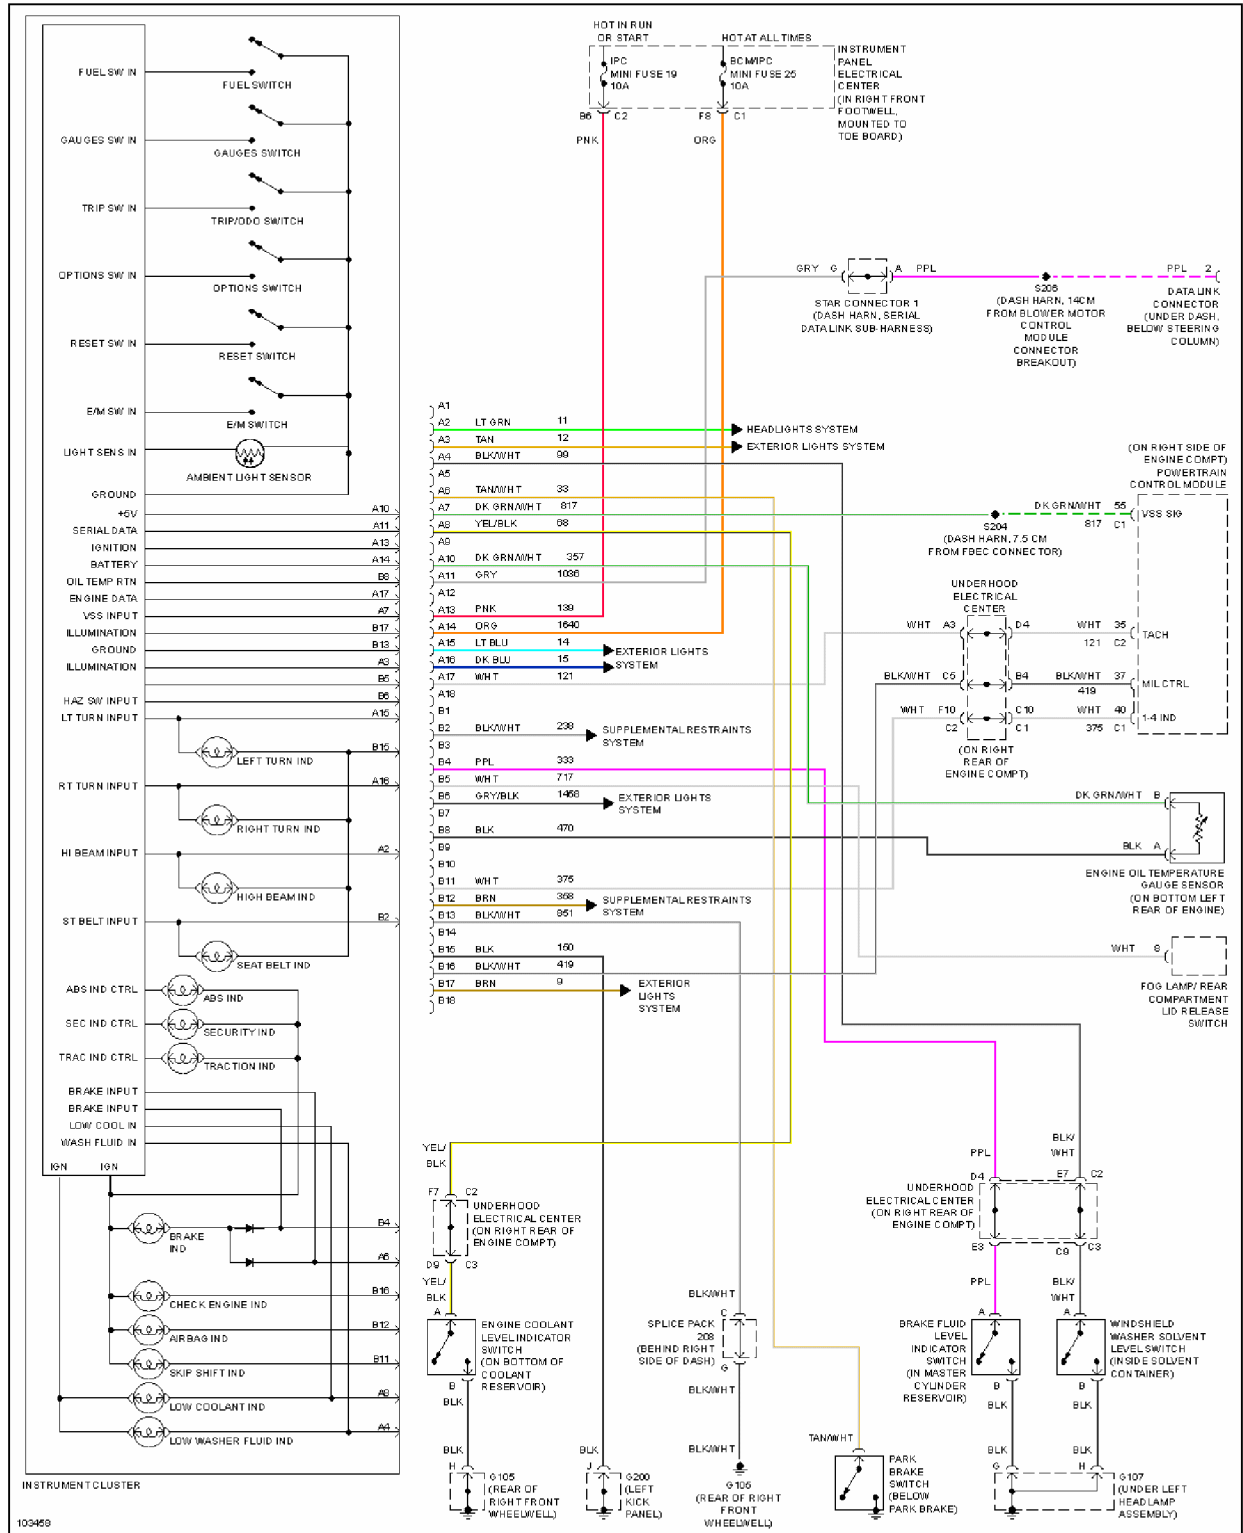 HOT IN RUN
OR START
HOT AT ALL TIMES
IPC
MINI FUSE 19
10A
BCM/IPC
MINI FUSE 25
10A
INSTRUMENT
PANEL
ELECTRICAL
CENTER
(IN RIGHT FRONT
FOOTWELL,
MOUNTED TO
TOE BOARD)
B6 C2
F8 C1
PNK
ORG
FUEL SW IN
FUEL SWITCH
GAUGES SW IN
GAUGES SWITCH
TRIP SW IN
TRIP/ODO SWITCH
OPTIONS SW IN
OPTIONS SWITCH
RESET SW IN
RESET SWITCH
E/M SW IN
E/M SWITCH
LIGHT SENS IN
AMBIENT LIGHT SENSOR
GROUND
+5V A10
SERIAL DATA A11
IGNITION A13
BATTERY A14
OIL TEMP RTN B8
ENGINE DATA A17
VSS INPUT A7
ILLUMINATION B17
GROUND B13
ILLUMINATION A3
B5
HAZ SW INPUT B6
LT TURN INPUT A15
B15
LEFT TURN IND
RT TURN INPUT A16
RIGHT TURN IND
HI BEAM INPUT A2
HIGH BEAM IND
ST BELT INPUT B2
SEAT BELT IND
ABS IND CTRL
ABS IND
SEC IND CTRL
SECURITY IND
TRAC IND CTRL
TRACTION IND
BRAKE INPUT
BRAKE INPUT
LOW COOL IN
WASH FLUID IN
IGN IGN
BRAKE
IND
B4
A6
CHECK ENGINE IND
B16
AIRBAG IND
B12
SKIP SHIFT IND
B11
LOW COOLANT IND
A8
LOW WASHER FLUID IND
A4
INSTRUMENT CLUSTER
103458
GRY G
A PPL
PPL 2
STAR CONNECTOR 1
(DASH HARN, SERIAL
DATA LINK SUB-HARNESS)
S206
(DASH HARN, 14CM
FROM BLOWER MOTOR
CONTROL
MODULE
CONNECTOR
BREAKOUT)
DATA LINK
CONNECTOR
(UNDER DASH,
BELOW STEERING
COLUMN)
A1
A2 LT GRN 11
HEADLIGHTS SYSTEM
A3 TAN 12
EXTERIOR LIGHTS SYSTEM
A4 BLK/WHT 99
A5
A6 TAN/WHT 33
A7 DK GRN/WHT 817
A8 YEL/BLK 68
A9
A10 DK GRN/WHT 357
A11 GRY 1036
A12
A13 PNK 139
A14 ORG 1640
A15 LT BLU 14
A16 DK BLU 15
EXTERIOR LIGHTS
SYSTEM
A17 WHT 121
A18
B1
B2 BLK/WHT 238
SUPPLEMENTAL RESTRAINTS
SYSTEM
B3
B4 PPL 333
B5 WHT 717
B6 GRY/BLK 1468
EXTERIOR LIGHTS
SYSTEM
B7
B8 BLK 470
B9
B10
B11 WHT 375
B12 BRN 358
SUPPLEMENTAL RESTRAINTS
SYSTEM
B13 BLK/WHT 851
B14
B15 BLK 150
B16 BLK/WHT 419
B17 BRN 9
EXTERIOR
LIGHTS
SYSTEM
B18
(ON RIGHT SIDE OF
ENGINE COMPT)
POWERTRAIN
CONTROL MODULE
DK GRN/WHT 55
817 C1
VSS SIG
S204
(DASH HARN, 7.5 CM
FROM FBEC CONNECTOR)
UNDERHOOD
ELECTRICAL
CENTER
WHT A3
D4 WHT 35
121 C2
TACH
BLK/WHT C5
B4 BLK/WHT 37
419
MIL CTRL
WHT F10
C2
C10 WHT 40
C1 375 C1
1-4 IND
(ON RIGHT
REAR OF
ENGINE COMPT)
DK GRN/WHT B
BLK A
ENGINE OIL TEMPERATURE
GAUGE SENSOR
(ON BOTTOM LEFT
REAR OF ENGINE)
WHT 8
FOG LAMP/REAR
COMPARTMENT
LID RELEASE
SWITCH
YEL/
BLK
F7 C2
UNDERHOOD
ELECTRICAL CENTER
(ON RIGHT REAR OF
ENGINE COMPT)
D9 C3
YEL/
BLK
A
ENGINE COOLANT
LEVEL INDICATOR
SWITCH
(ON BOTTOM OF
COOLANT
RESERVOIR)
B
BLK
BLK
H
G105
(REAR OF
RIGHT FRONT
WHEELWELL)
BLK
J
G200
(LEFT
KICK
PANEL)
BLK/WHT
C
SPLICE PACK
208
(BEHIND RIGHT
SIDE OF DASH)
G
BLK/WHT
BLK/WHT
G106
(REAR OF RIGHT
FRONT
WHEELWELL)
TAN/WHT
PARK
BRAKE
SWITCH
(BELOW
PARK BRAKE)
PPL
BLK/
WHT
D4
E7 C2
UNDERHOOD
ELECTRICAL CENTER
(ON RIGHT REAR OF
ENGINE COMPT)
E3
C9 C3
PPL
BLK/
WHT
A
A
BRAKE FLUID
LEVEL
INDICATOR
SWITCH
(IN MASTER
CYLINDER
RESERVOIR)
WINDSHIELD
WASHER SOLVENT
LEVEL SWITCH
(INSIDE SOLVENT
CONTAINER)
B
B
BLK
BLK
BLK
BLK
G
H
G107
(UNDER LEFT
HEADLAMP
ASSEMBLY)